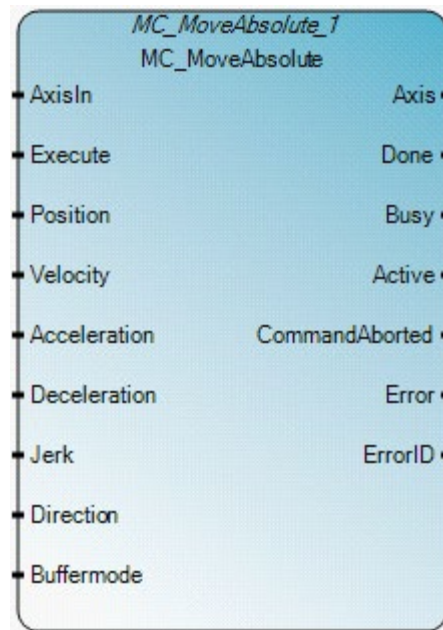 MC_MoveAbsolute_1
MC_MoveAbsolute
AxisIn Axis
Execute Done
Position Busy
Velocity Active
Acceleration CommandAborted
Deceleration Error
Jerk ErrorID
Direction
Buffermode